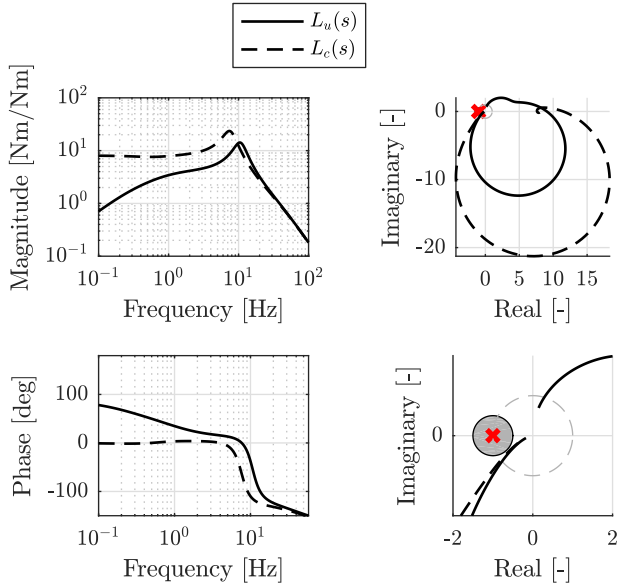 L_u(s)
L_c(s)
Magnitude [Nm/Nm]
10^2
10^1
10^0
10^{-1}
10^{-1} 10^0 10^1 10^2
Frequency [Hz]
Imaginary [-]
0
-10
-20
0 5 10 15
Real [-]
Phase [deg]
100
0
-100
10^{-1} 10^0 10^1
Frequency [Hz]
Imaginary [-]
0
-2 0 2
Real [-]